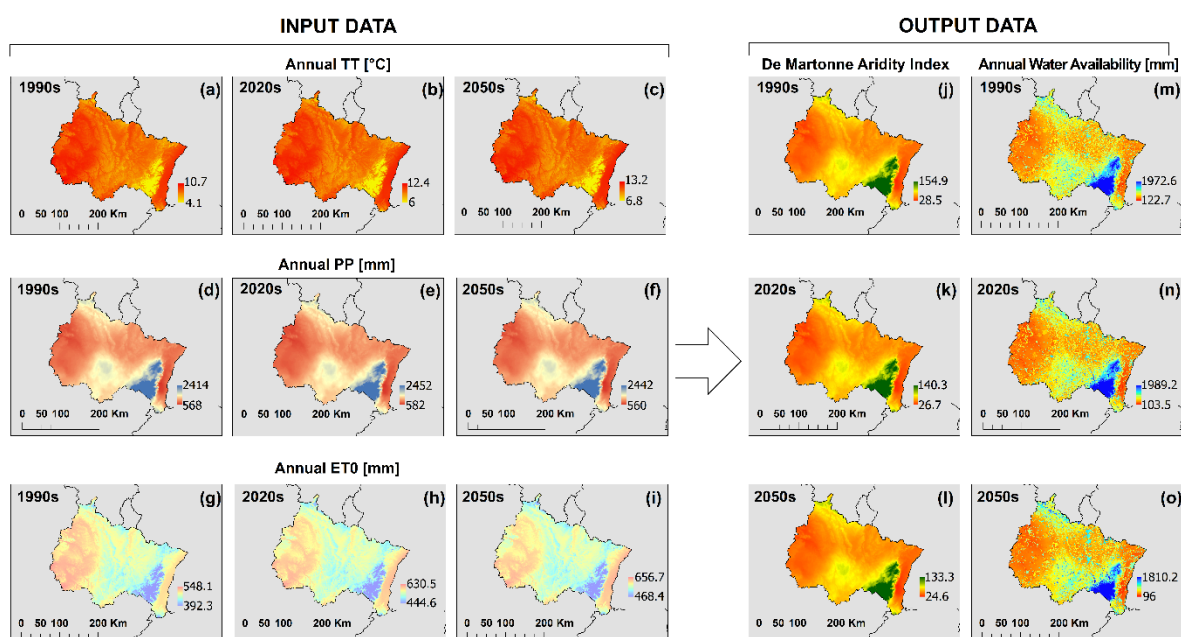 INPUT DATA
OUTPUT DATA
Annual TT [°C]
De Martonne Aridity Index
Annual Water Availability [mm]
1990s (a)
10.7
4.1
0 50 100 200 Km
2020s (b)
12.4
6
0 50 100 200 Km
2050s (c)
13.2
6.8
0 50 100 200 Km
1990s (j)
154.9
28.5
0 50 100 200 Km
1990s (m)
1972.6
122.7
0 50 100 200 Km
Annual PP [mm]
1990s (d)
2414
568
0 50 100 200 Km
2020s (e)
2452
582
0 50 100 200 Km
2050s (f)
2442
560
0 50 100 200 Km
2020s (k)
140.3
26.7
0 50 100 200 Km
2020s (n)
1989.2
103.5
0 50 100 200 Km
Annual ET0 [mm]
1990s (g)
548.1
392.3
0 50 100 200 Km
2020s (h)
630.5
444.6
0 50 100 200 Km
2050s (i)
656.7
468.4
0 50 100 200 Km
2050s (l)
133.3
24.6
0 50 100 200 Km
2050s (o)
1810.2
96
0 50 100 200 Km